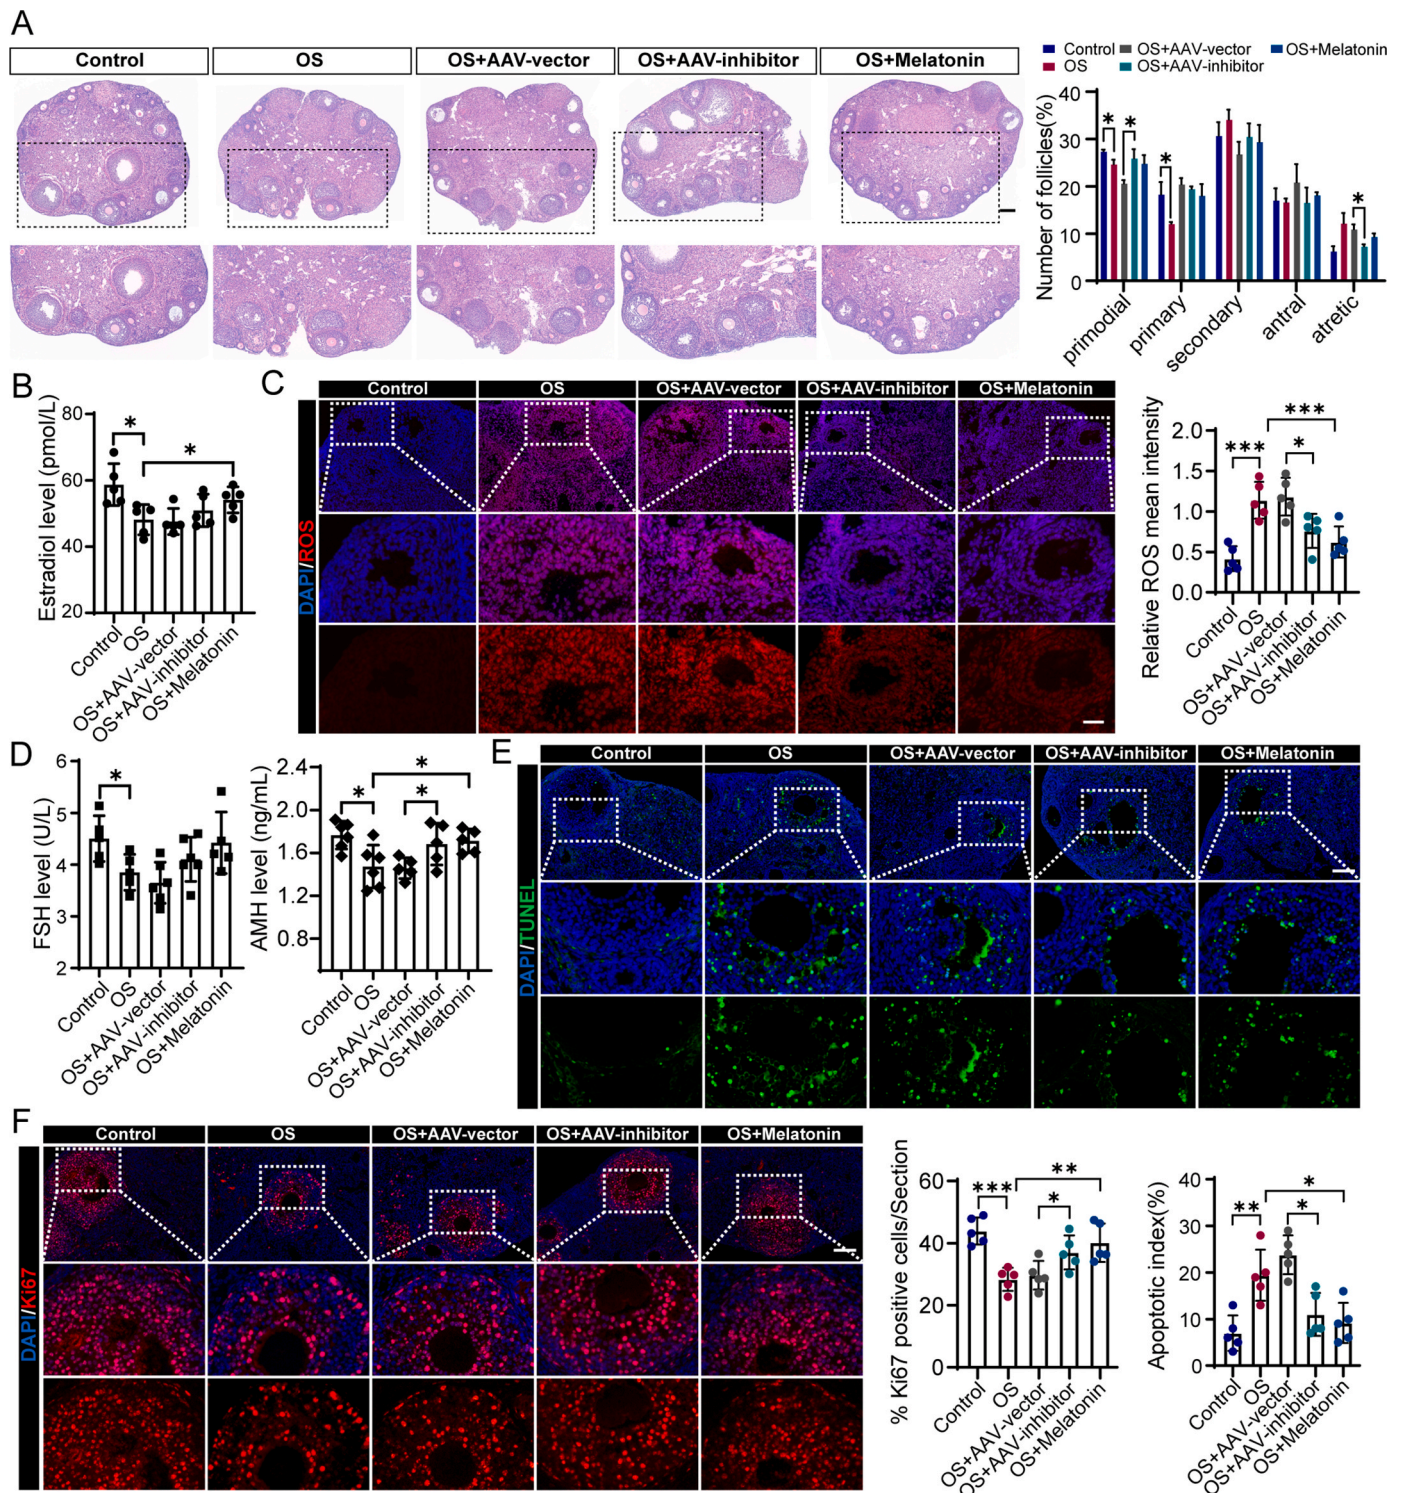 A
Control
OS
OS+AAV-vector
OS+AAV-inhibitor
OS+Melatonin
Control
OS+AAV-vector
OS+Melatonin
OS
OS+AAV-inhibitor
Number of follicles(%)
40
30
20
10
0
* * * *
primodial
primary
secondary
antral
atretic
B
Estradiol level (pmol/L)
80
60
40
20
* *
Control
OS
OS+AAV-vector
OS+AAV-inhibitor
OS+Melatonin
C
Control
OS
OS+AAV-vector
OS+AAV-inhibitor
OS+Melatonin
DAPI/ROS
Relative ROS mean intensity
2.0
1.5
1.0
0.5
0.0
*** * ***
Control
OS
OS+AAV-vector
OS+AAV-inhibitor
OS+Melatonin
D
FSH level (U/L)
6
5
4
3
2
*
Control
OS
OS+AAV-vector
OS+AAV-inhibitor
OS+Melatonin
AMH level (ng/mL)
2.4
2.0
1.6
1.2
0.8
* * *
Control
OS
OS+AAV-vector
OS+AAV-inhibitor
OS+Melatonin
E
Control
OS
OS+AAV-vector
OS+AAV-inhibitor
OS+Melatonin
DAPI/TUNEL
F
Control
OS
OS+AAV-vector
OS+AAV-inhibitor
OS+Melatonin
DAPI/Ki67
% Ki67 positive cells/Section
60
40
20
0
*** * **
Control
OS
OS+AAV-vector
OS+AAV-inhibitor
OS+Melatonin
Apoptotic index(%)
40
30
20
10
0
** * *
Control
OS
OS+AAV-vector
OS+AAV-inhibitor
OS+Melatonin